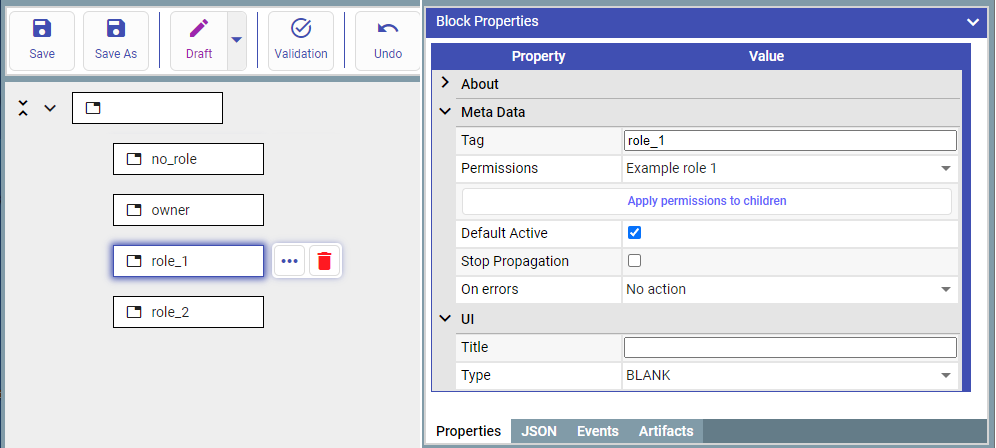 Save
Save As
Draft
Validation
Undo
no_role
owner
role_1
role_2
Block Properties
Property Value
About
Meta Data
Tag role_1
Permissions Example role 1
Apply permissions to children
Default Active
Stop Propagation
On errors No action
UI
Title
Type BLANK
Properties JSON Events Artifacts